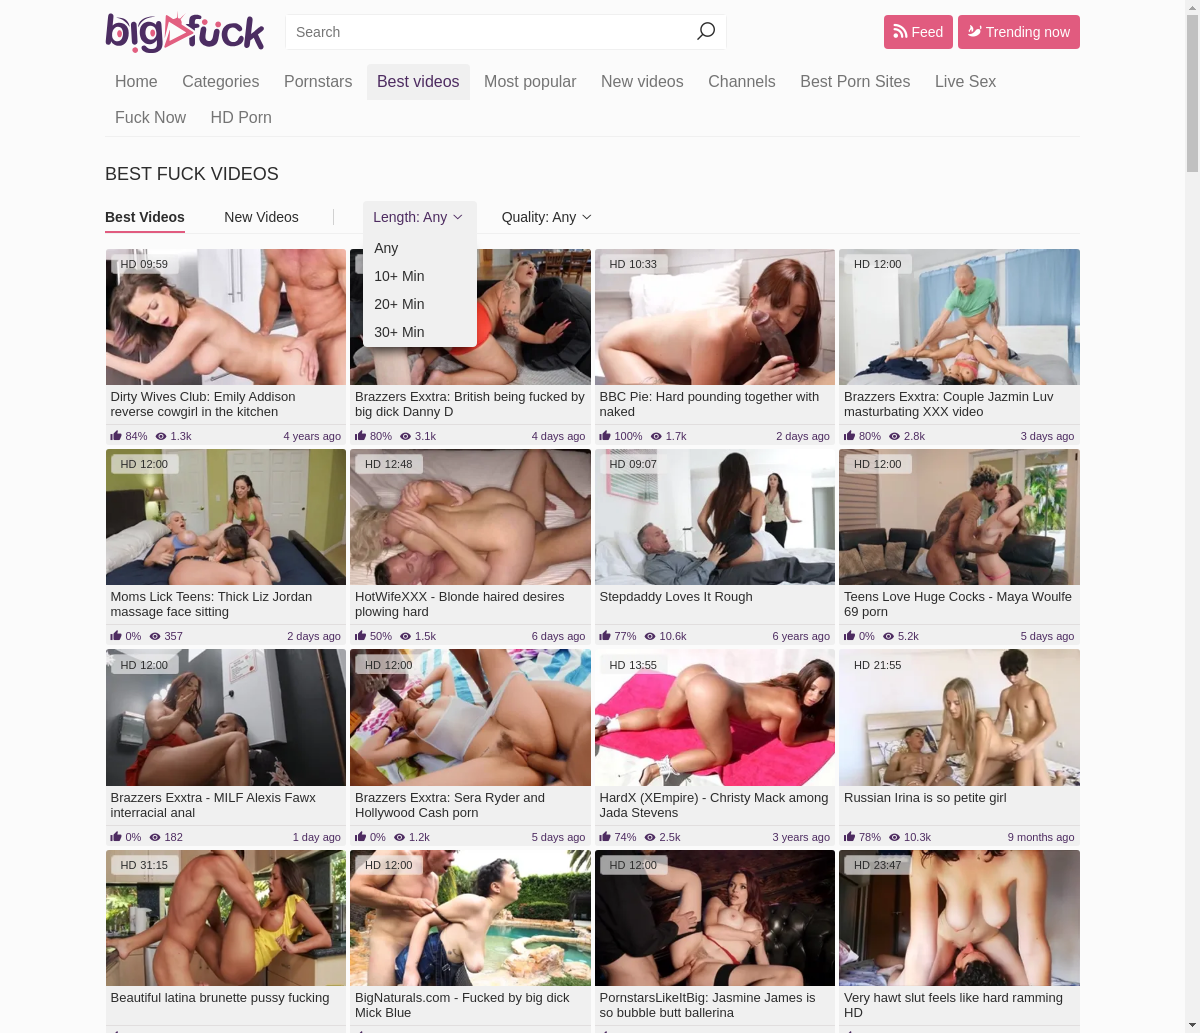 bigfuck
Search
Feed
Trending now
Home Categories Pornstars Best videos Most popular New videos Channels Best Porn Sites Live Sex
Fuck Now HD Porn
BEST FUCK VIDEOS
Best Videos New Videos Length: Any Quality: Any
Any
10+ Min
20+ Min
30+ Min
HD 09:59
HD 10:33
HD 12:00
Dirty Wives Club: Emily Addison
reverse cowgirl in the kitchen
84% 1.3k 4 years ago
Brazzers Exxtra: British being fucked by
big dick Danny D
80% 3.1k 4 days ago
BBC Pie: Hard pounding together with
naked
100% 1.7k 2 days ago
Brazzers Exxtra: Couple Jazmin Luv
masturbating XXX video
80% 2.8k 3 days ago
HD 12:00
HD 12:48
HD 09:07
HD 12:00
Moms Lick Teens: Thick Liz Jordan
massage face sitting
0% 357 2 days ago
HotWifeXXX - Blonde haired desires
plowing hard
50% 1.5k 6 days ago
Stepdaddy Loves It Rough
77% 10.6k 6 years ago
Teens Love Huge Cocks - Maya Woulfe
69 porn
0% 5.2k 5 days ago
HD 12:00
HD 12:00
HD 13:55
HD 21:55
Brazzers Exxtra - MILF Alexis Fawx
interracial anal
0% 182 1 day ago
Brazzers Exxtra: Sera Ryder and
Hollywood Cash porn
0% 1.2k 5 days ago
HardX (XEmpire) - Christy Mack among
Jada Stevens
74% 2.5k 3 years ago
Russian Irina is so petite girl
78% 10.3k 9 months ago
HD 31:15
HD 12:00
HD 12:00
HD 23:47
Beautiful latina brunette pussy fucking
BigNaturals.com - Fucked by big dick
Mick Blue
PornstarsLikeItBig: Jasmine James is
so bubble butt ballerina
Very hawt slut feels like hard ramming
HD